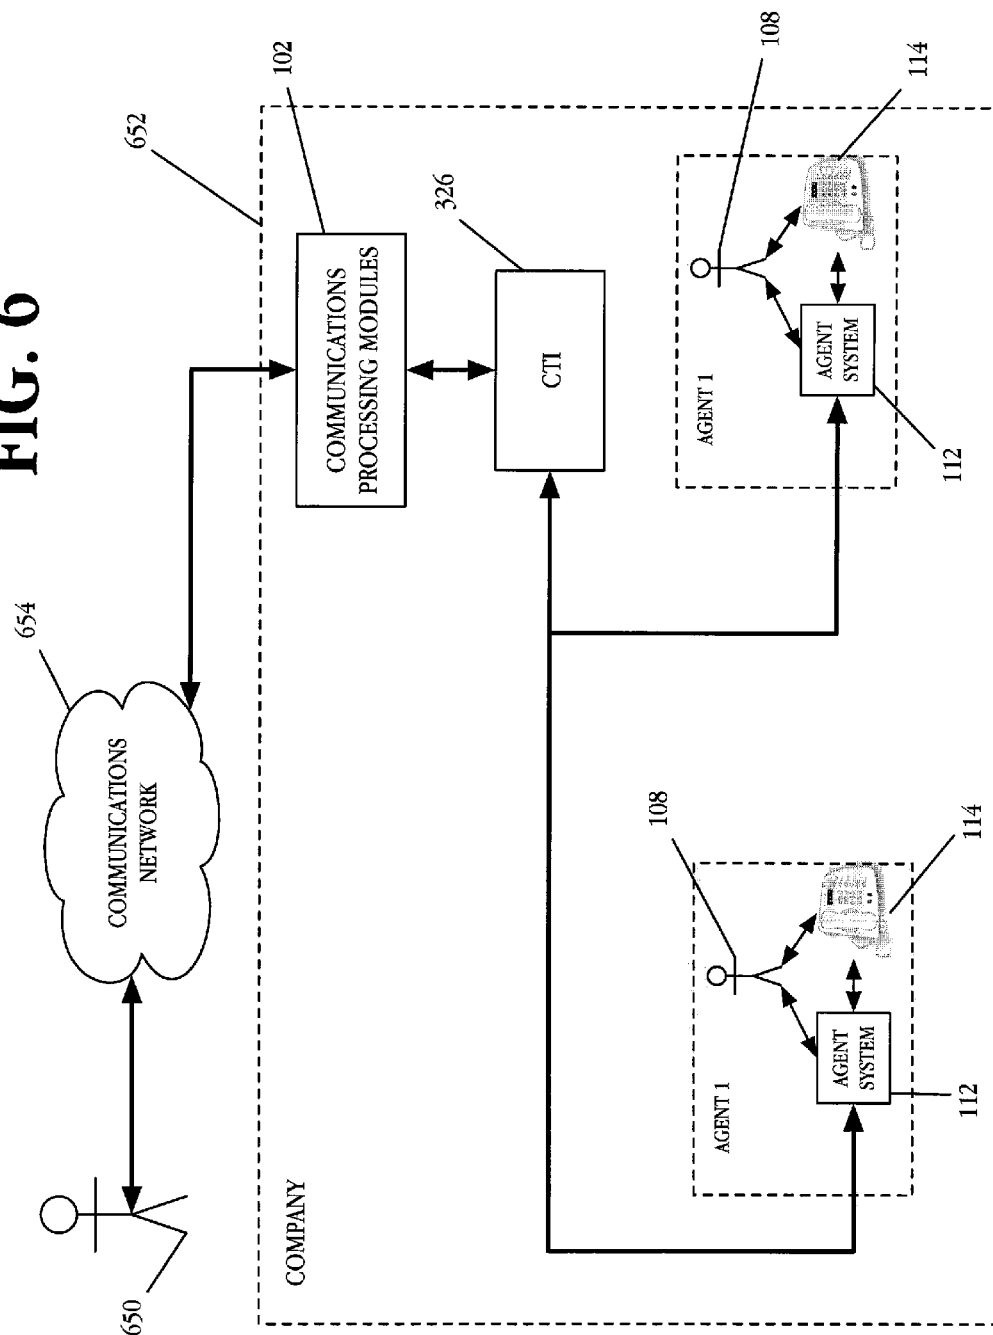 FIG. 6
650
COMMUNICATIONS
NETWORK
654
COMPANY
652
COMMUNICATIONS
PROCESSING MODULES
102
CTI
326
AGENT 1
108
AGENT
SYSTEM
112
114
AGENT 1
108
AGENT
SYSTEM
112
114